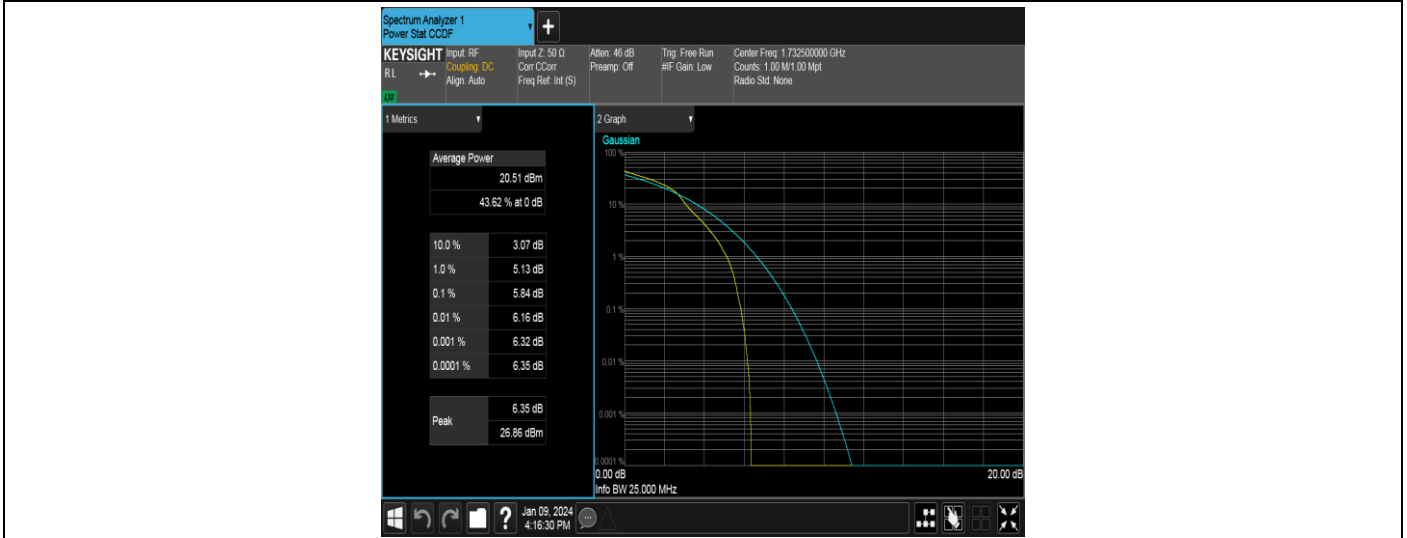 Spectrum Analyzer 1
Power Stat CCDF
+
KEYSIGHT
RL
Input: RF
Coupling: DC
Align: Auto
Input Z: 50 Ω
Corr CCorr
Freq Ref: Int (S)
Atten: 46 dB
Preamp: Off
Trig: Free Run
#IF Gain: Low
Center Freq: 1.732500000 GHz
Counts: 1.00 M/1.00 Mpt
Radio Std: None
LXI
1 Metrics
Average Power
20.51 dBm
43.62 % at 0 dB
10.0 % 3.07 dB
1.0 % 5.13 dB
0.1 % 5.84 dB
0.01 % 6.16 dB
0.001 % 6.32 dB
0.0001 % 6.35 dB
Peak
6.35 dB
26.86 dBm
2 Graph
Gaussian
100 %
10 %
1 %
0.1 %
0.01 %
0.001 %
0.0001 %
0.00 dB 20.00 dB
Info BW 25.000 MHz
?
Jan 09, 2024
4:16:30 PM